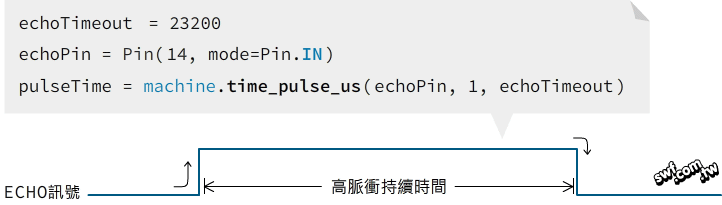 echoTimeout = 23200
echoPin = Pin(14, mode=Pin.IN)
pulseTime = machine.time_pulse_us(echoPin, 1, echoTimeout)
ECHO訊號
高脈衝持續時間
swf.com.tw